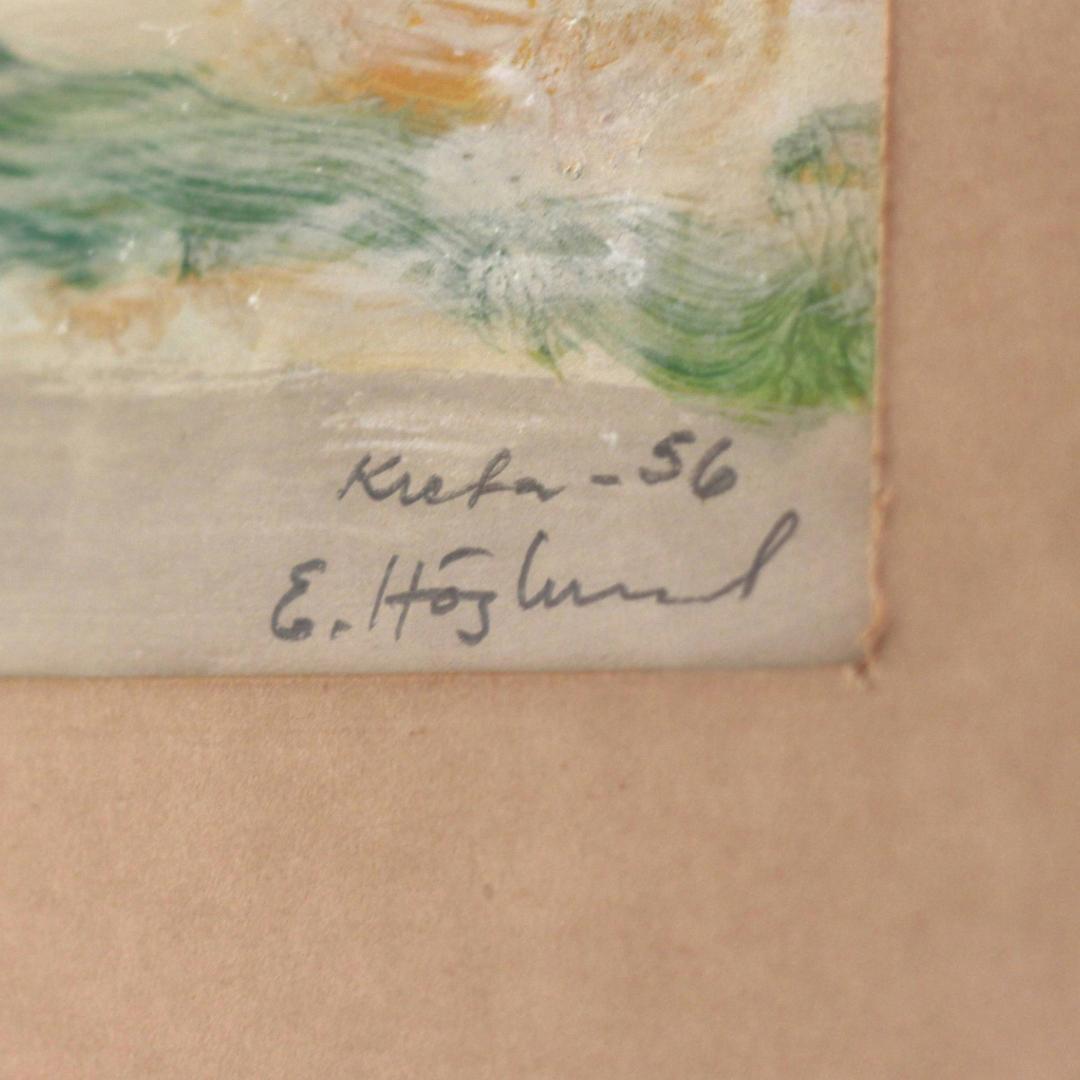 Kreta - 56
E. Höglund